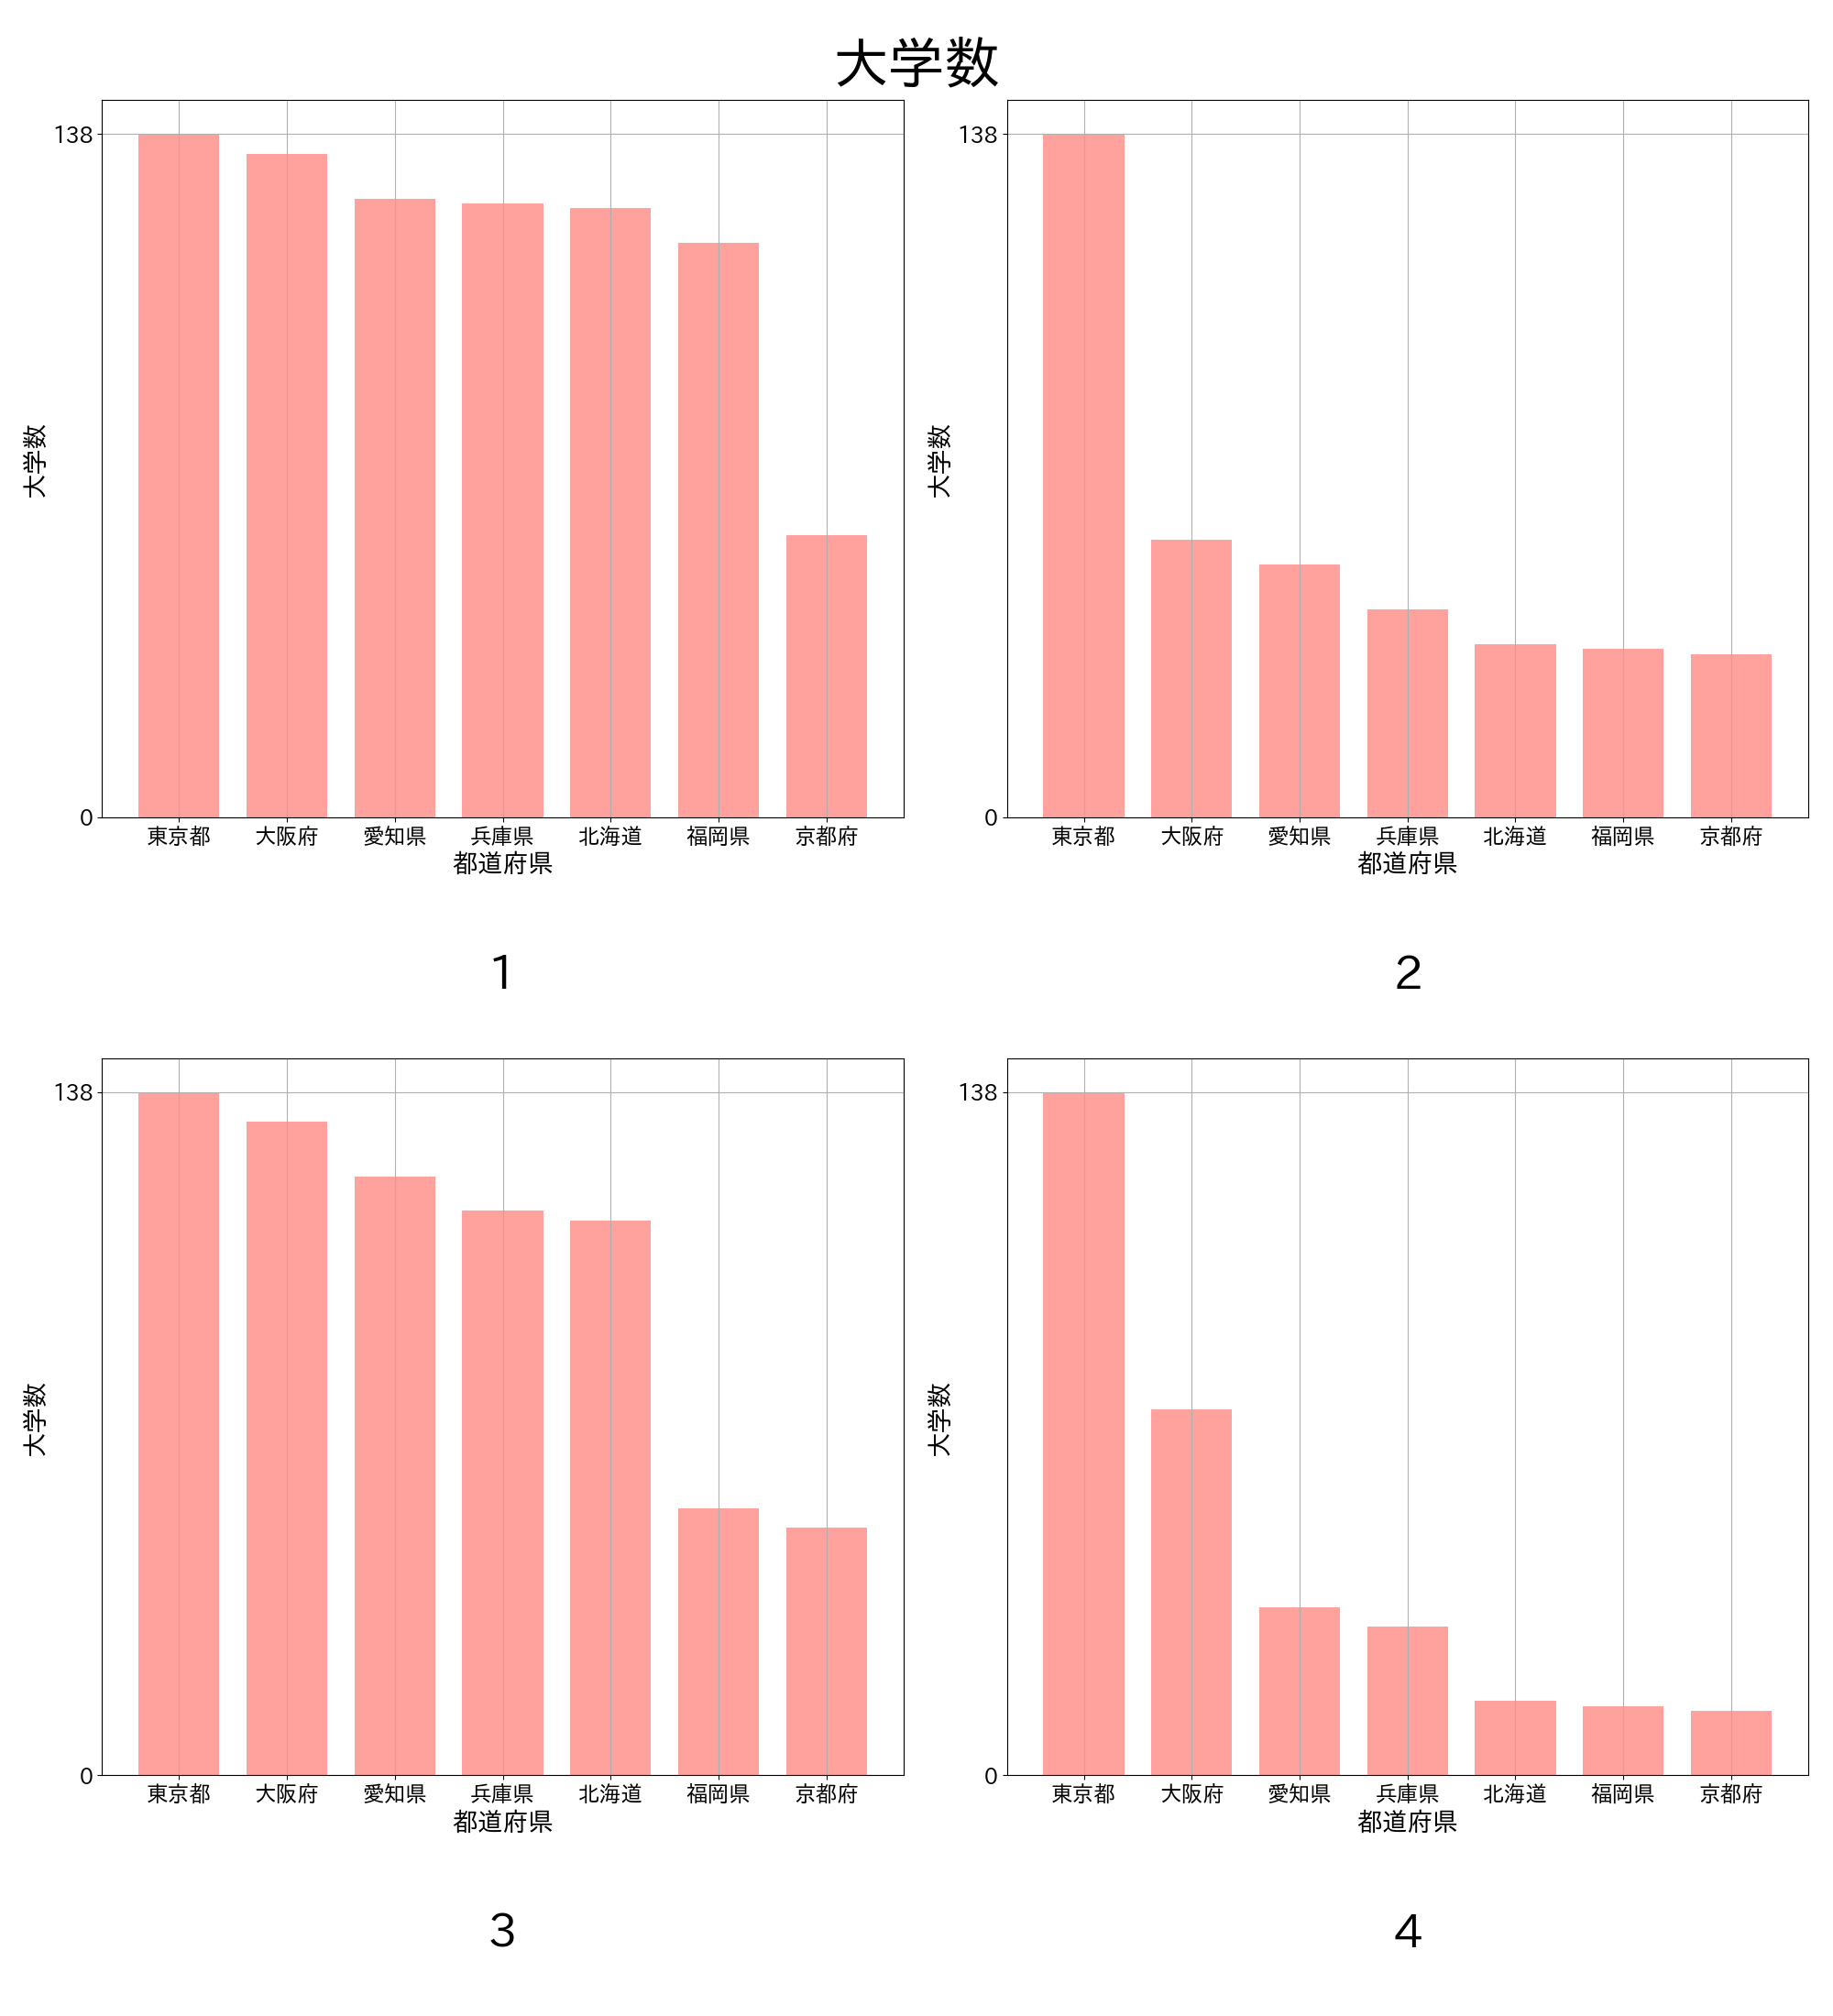 大学数
138
0
大学数
東京都 大阪府 愛知県 兵庫県 北海道 福岡県 京都府
都道府県
1
138
0
大学数
東京都 大阪府 愛知県 兵庫県 北海道 福岡県 京都府
都道府県
2
138
0
大学数
東京都 大阪府 愛知県 兵庫県 北海道 福岡県 京都府
都道府県
3
138
0
大学数
東京都 大阪府 愛知県 兵庫県 北海道 福岡県 京都府
都道府県
4